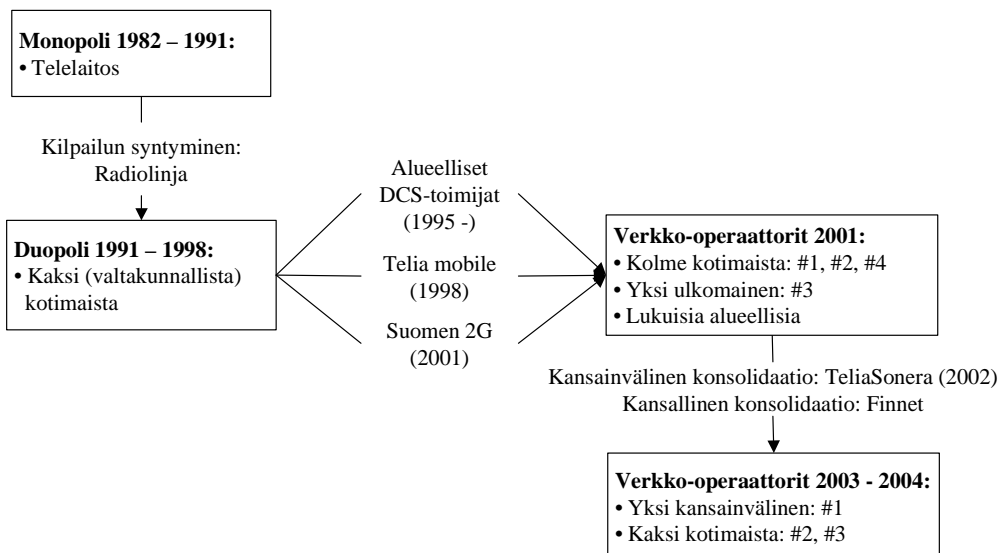 Monopoli 1982 – 1991:
• Telelaitos
Kilpailun syntyminen:
Radiolinja
Duopoli 1991 – 1998:
• Kaksi (valtakunnallista)
kotimaista
Alueelliset
DCS-toimijat
(1995 -)
Telia mobile
(1998)
Suomen 2G
(2001)
Verkko-operaattorit 2001:
• Kolme kotimaista: #1, #2, #4
• Yksi ulkomainen: #3
• Lukuisia alueellisia
Kansainvälinen konsolidaatio: TeliaSonera (2002)
Kansallinen konsolidaatio: Finnet
Verkko-operaattorit 2003 - 2004:
• Yksi kansainvälinen: #1
• Kaksi kotimaista: #2, #3